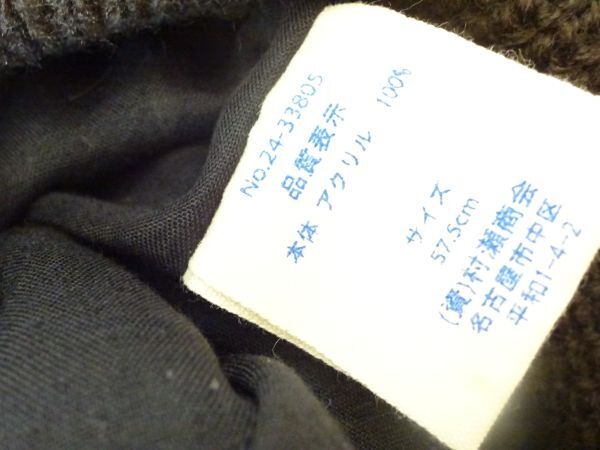 No.24-33805
品質表示
本体 アクリル 100%
サイズ
57.5cm
(資)村瀬商会
名古屋市中区
平和1-4-2